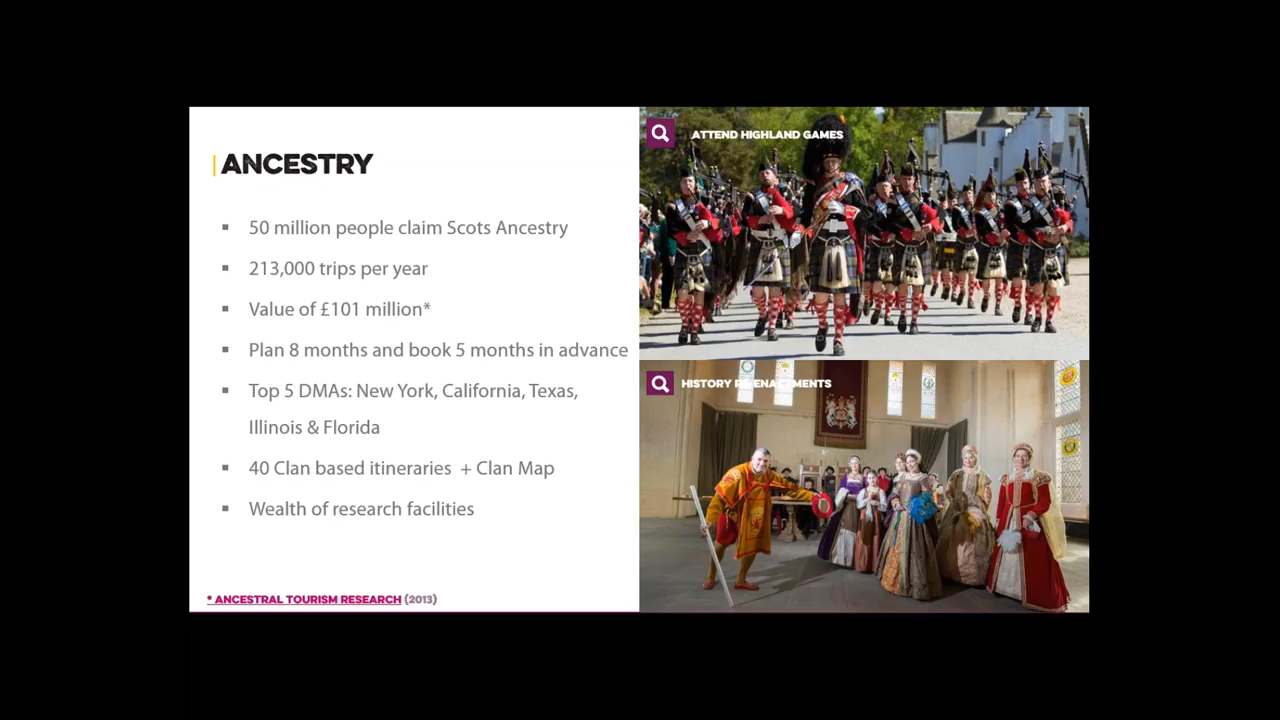 ANCESTRY
▪ 50 million people claim Scots Ancestry
▪ 213,000 trips per year
▪ Value of £101 million*
▪ Plan 8 months and book 5 months in advance
▪ Top 5 DMAs: New York, California, Texas,
Illinois & Florida
▪ 40 Clan based itineraries + Clan Map
▪ Wealth of research facilities
* ANCESTRAL TOURISM RESEARCH (2013)
ATTEND HIGHLAND GAMES
HISTORY RE-ENACTMENTS